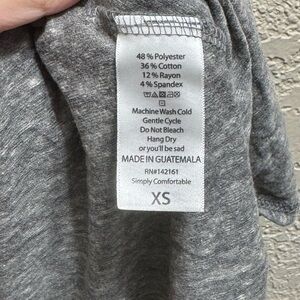 48 % Polyester
36 % Cotton
12 % Rayon
4 % Spandex
Machine Wash Cold
Gentle Cycle
Do Not Bleach
Hang Dry
or you'll be sad
MADE IN GUATEMALA
RN#142161
Simply Comfortable
XS